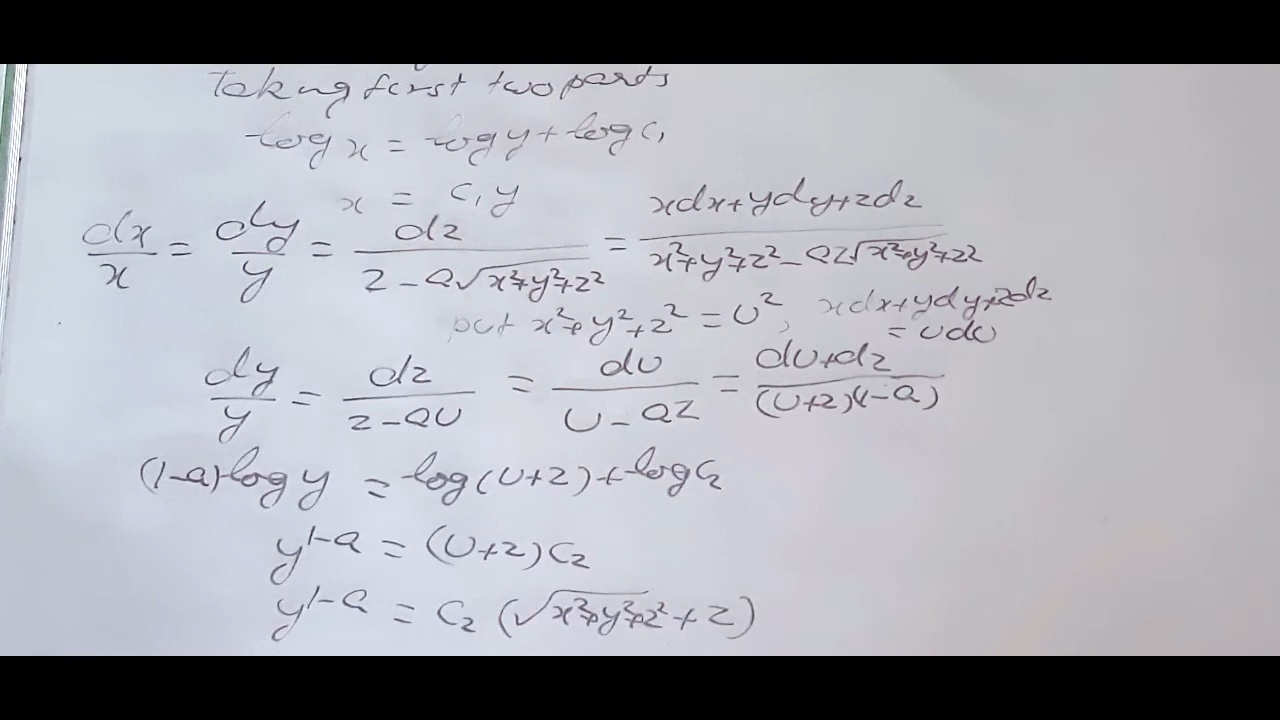 Taking first two parts
log x = log y + log c₁
x = c₁y
dx/x = dy/y = dz/(z - a√(x²+y²+z²)) = (xdx+ydy+zdz)/(x²+y²+z² - az√(x²+y²+z²))
put x²+y²+z² = u², xdx+ydy+zdz
= udu
dy/y = dz/(z-au) = du/(u-az) = (du+dz)/((u+z)(1-a))
(1-a) log y = log(u+z) + log c₂
y^(1-a) = (u+z)c₂
y^(1-a) = c₂(√(x²+y²+z²) + z)